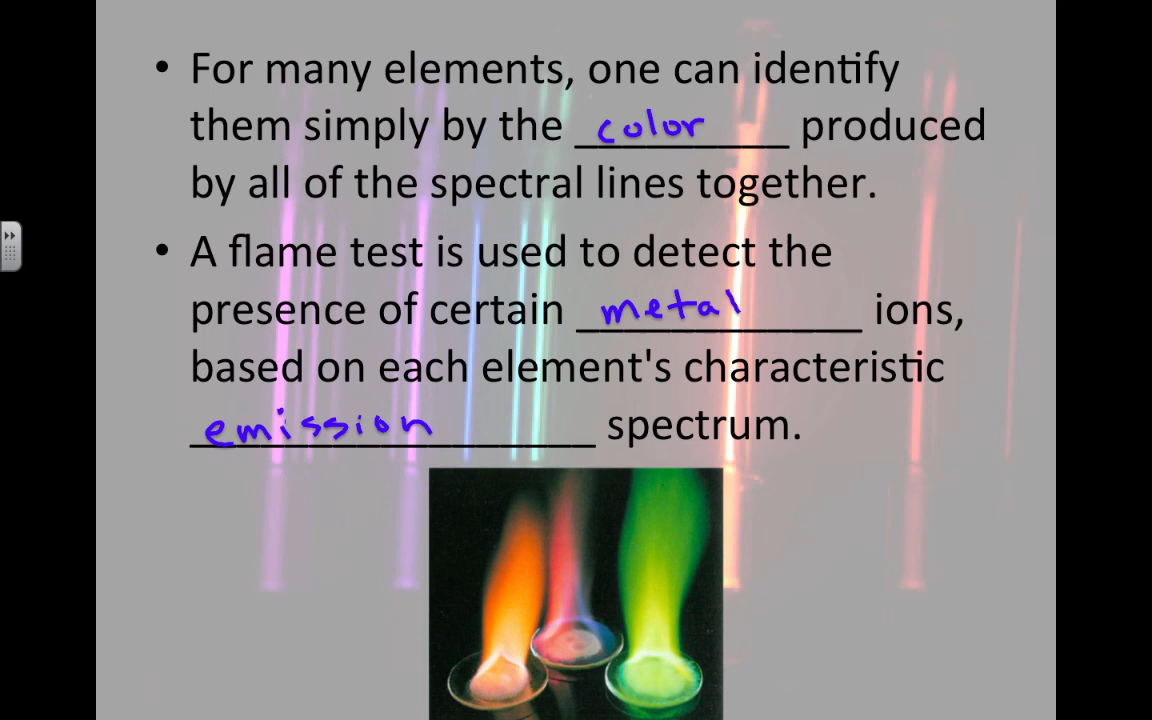 • For many elements, one can identify
them simply by the color produced
by all of the spectral lines together.
• A flame test is used to detect the
presence of certain metal ions,
based on each element's characteristic
emission spectrum.